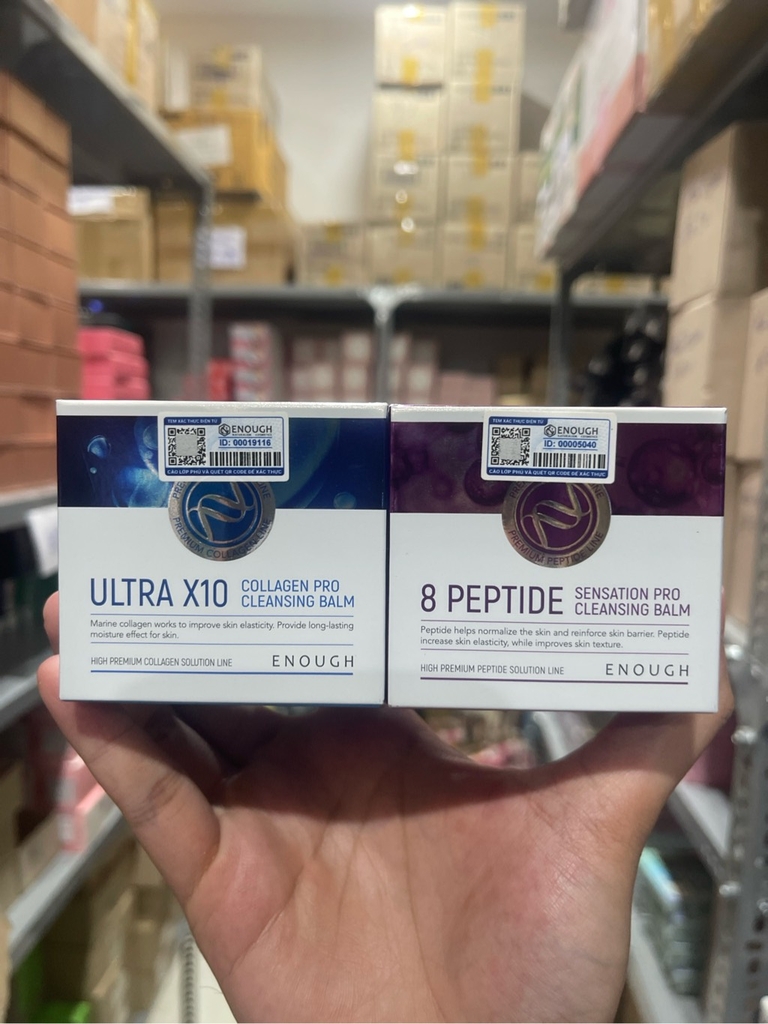 TEM XÁC THỰC ĐIỆN TỬ
ENOUGH
ID: 00019116
CÀO LỚP PHỦ VÀ QUÉT QR CODE ĐỂ XÁC THỰC
PREMIUM COLLAGEN LINE
ULTRA X10
COLLAGEN PRO
CLEANSING BALM
Marine collagen works to improve skin elasticity. Provide long-lasting
moisture effect for skin.
HIGH PREMIUM COLLAGEN SOLUTION LINE
ENOUGH
TEM XÁC THỰC ĐIỆN TỬ
ENOUGH
ID: 00005040
CÀO LỚP PHỦ VÀ QUÉT QR CODE ĐỂ XÁC THỰC
PREMIUM PEPTIDE LINE
8 PEPTIDE
SENSATION PRO
CLEANSING BALM
Peptide helps normalize the skin and reinforce skin barrier. Peptide
increase skin elasticity, while improves skin texture.
HIGH PREMIUM PEPTIDE SOLUTION LINE
ENOUGH